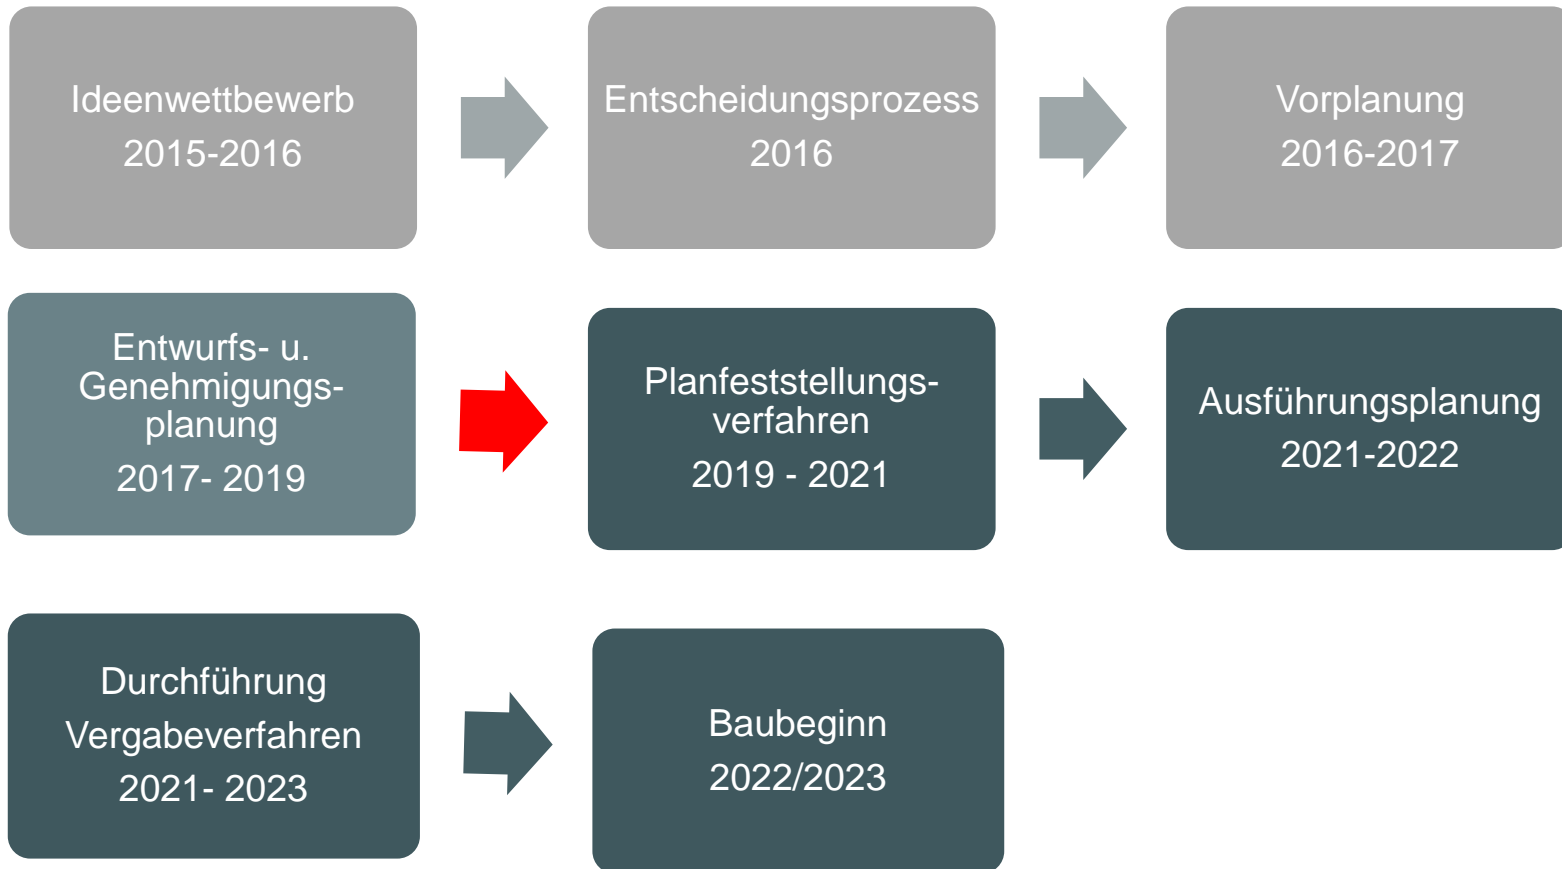 Ideenwettbewerb
2015-2016
Entscheidungsprozess
2016
Vorplanung
2016-2017
Entwurfs- u.
Genehmigungs-
planung
2017- 2019
Planfeststellungs-
verfahren
2019 - 2021
Ausführungsplanung
2021-2022
Durchführung
Vergabeverfahren
2021- 2023
Baubeginn
2022/2023